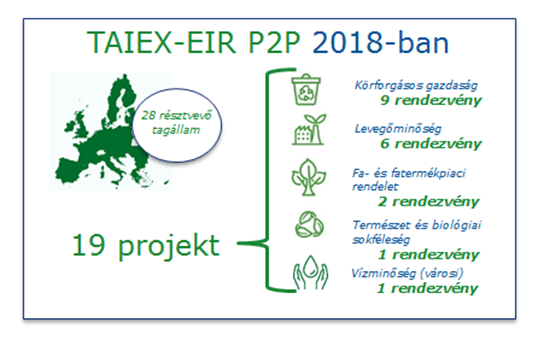 TAIEX-EIR P2P 2018-ban
28 résztvevő
tagállam
19 projekt
Körforgásos gazdaság
9 rendezvény
Levegőminőség
6 rendezvény
Fa- és fatermékpiaci
rendelet
2 rendezvény
Természet és biológiai
sokféleség
1 rendezvény
Vízminőség (városi)
1 rendezvény